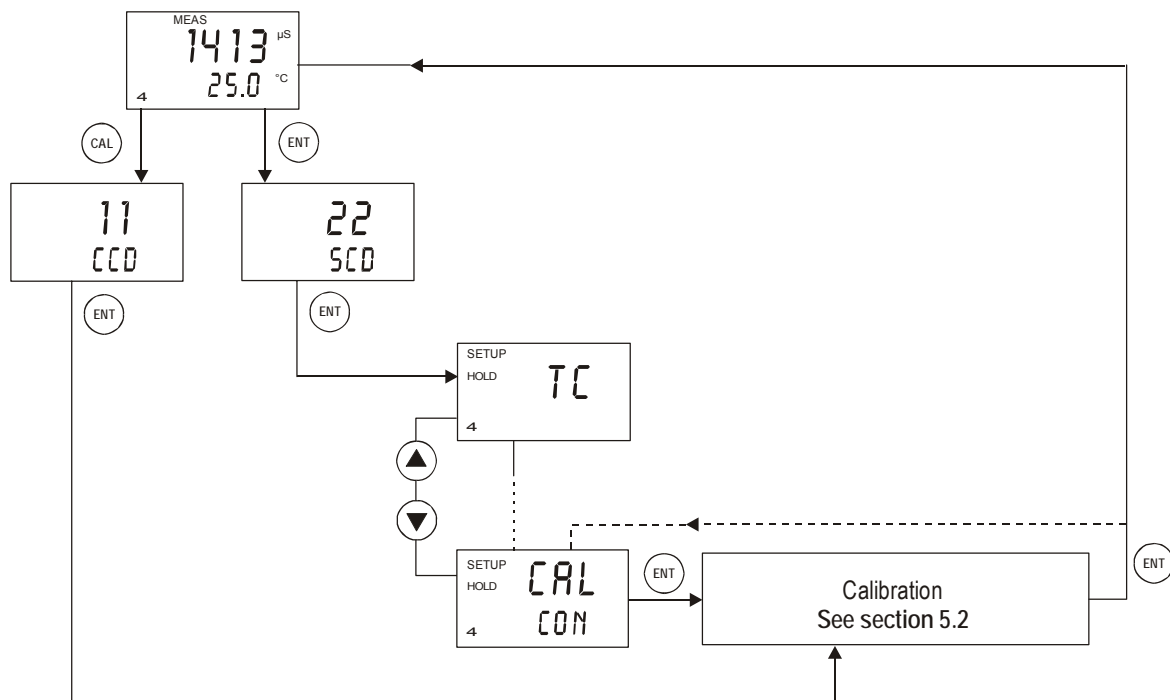 MEAS
1413 µS
25.0 °C
4
CAL
ENT
11
CCD
22
SCD
ENT
ENT
SETUP
HOLD
TC
4
SETUP
HOLD
CAL
CON
4
ENT
Calibration
See section 5.2
ENT